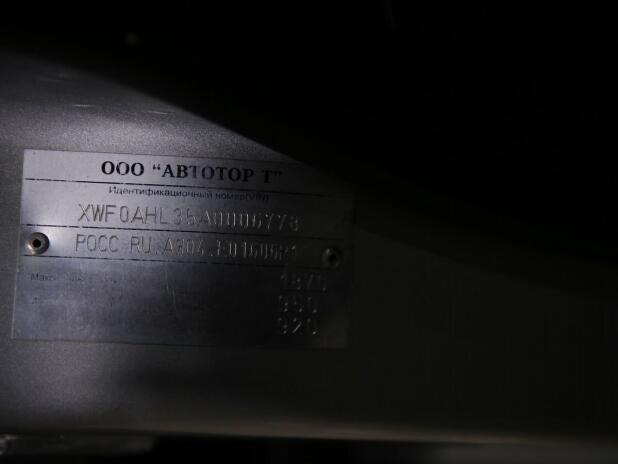 ООО "АВТОТОР Т"
Идентификационный номер(VIN)
XWF0AHL35A0006778
РОСС RU.
1870
950
920